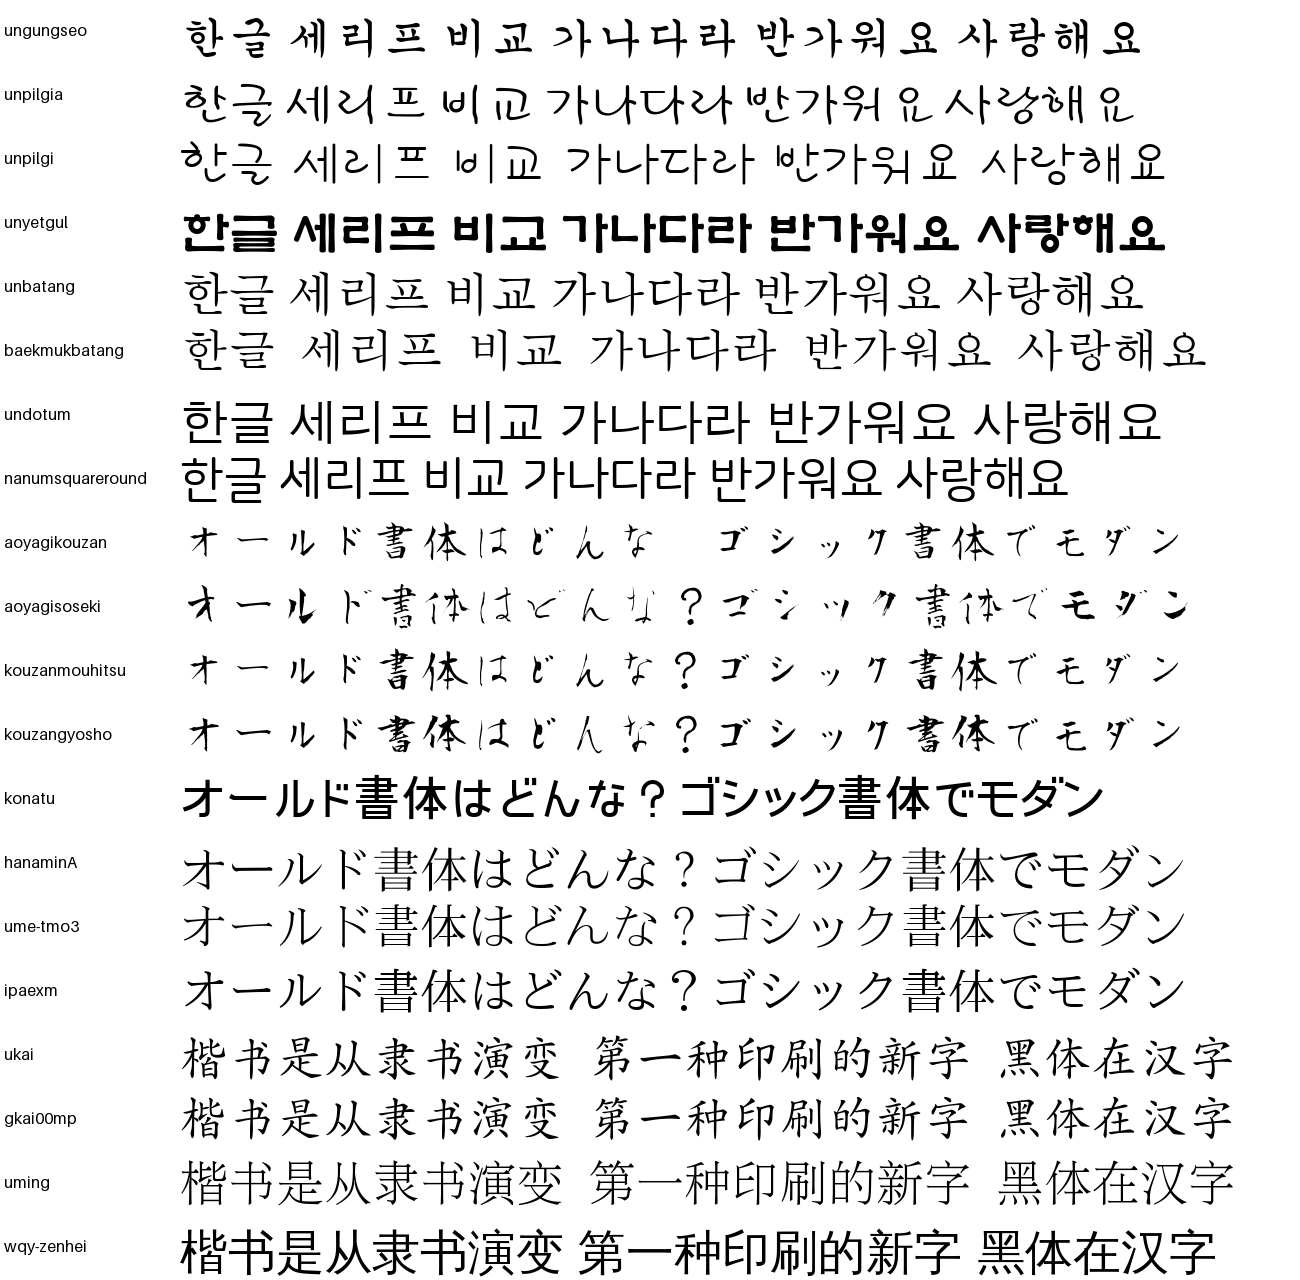 ungungseo 한글 세리프 비교 가나다라 반가워요 사랑해요
unpilgia 한글 세리프 비교 가나다라 반가워요 사랑해요
unpilgi 한글 세리프 비교 가나다라 반가워요 사랑해요
unyetgul 한글 세리프 비교 가나다라 반가워요 사랑해요
unbatang 한글 세리프 비교 가나다라 반가워요 사랑해요
baekmukbatang 한글 세리프 비교 가나다라 반가워요 사랑해요
undotum 한글 세리프 비교 가나다라 반가워요 사랑해요
nanumsquareround 한글 세리프 비교 가나다라 반가워요 사랑해요
aoyagikouzan オールド書体はどんな　ゴシック書体でモダン
aoyagisoseki オールド書体はどんな？ゴシック書体でモダン
kouzanmouhitsu オールド書体はどんな？ゴシック書体でモダン
kouzangyosho オールド書体はどんな？ゴシック書体でモダン
konatu オールド書体はどんな？ゴシック書体でモダン
hanaminA オールド書体はどんな？ゴシック書体でモダン
ume-tmo3 オールド書体はどんな？ゴシック書体でモダン
ipaexm オールド書体はどんな？ゴシック書体でモダン
ukai 楷书是从隶书演变 第一种印刷的新字 黑体在汉字
gkai00mp 楷书是从隶书演变 第一种印刷的新字 黑体在汉字
uming 楷书是从隶书演变 第一种印刷的新字 黑体在汉字
wqy-zenhei 楷书是从隶书演变 第一种印刷的新字 黑体在汉字